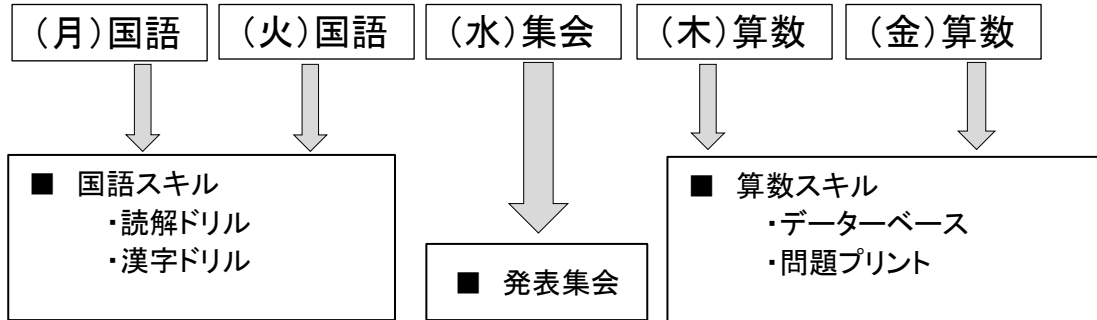 (月)国語
(火)国語
(水)集会
(木)算数
(金)算数
■ 国語スキル
・読解ドリル
・漢字ドリル
■ 発表集会
■ 算数スキル
・データーベース
・問題プリント